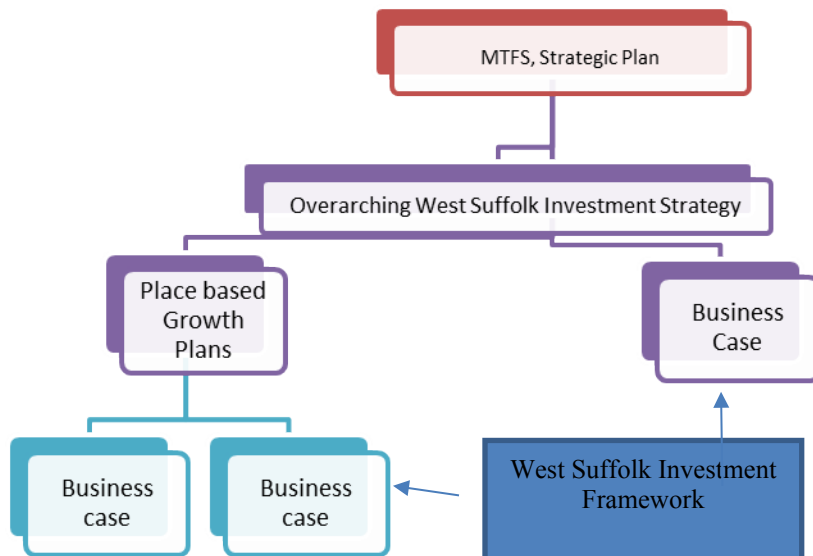 MTFS, Strategic Plan
Overarching West Suffolk Investment Strategy
Place based
Growth
Plans
Business
Case
Business
case
Business
case
West Suffolk Investment
Framework